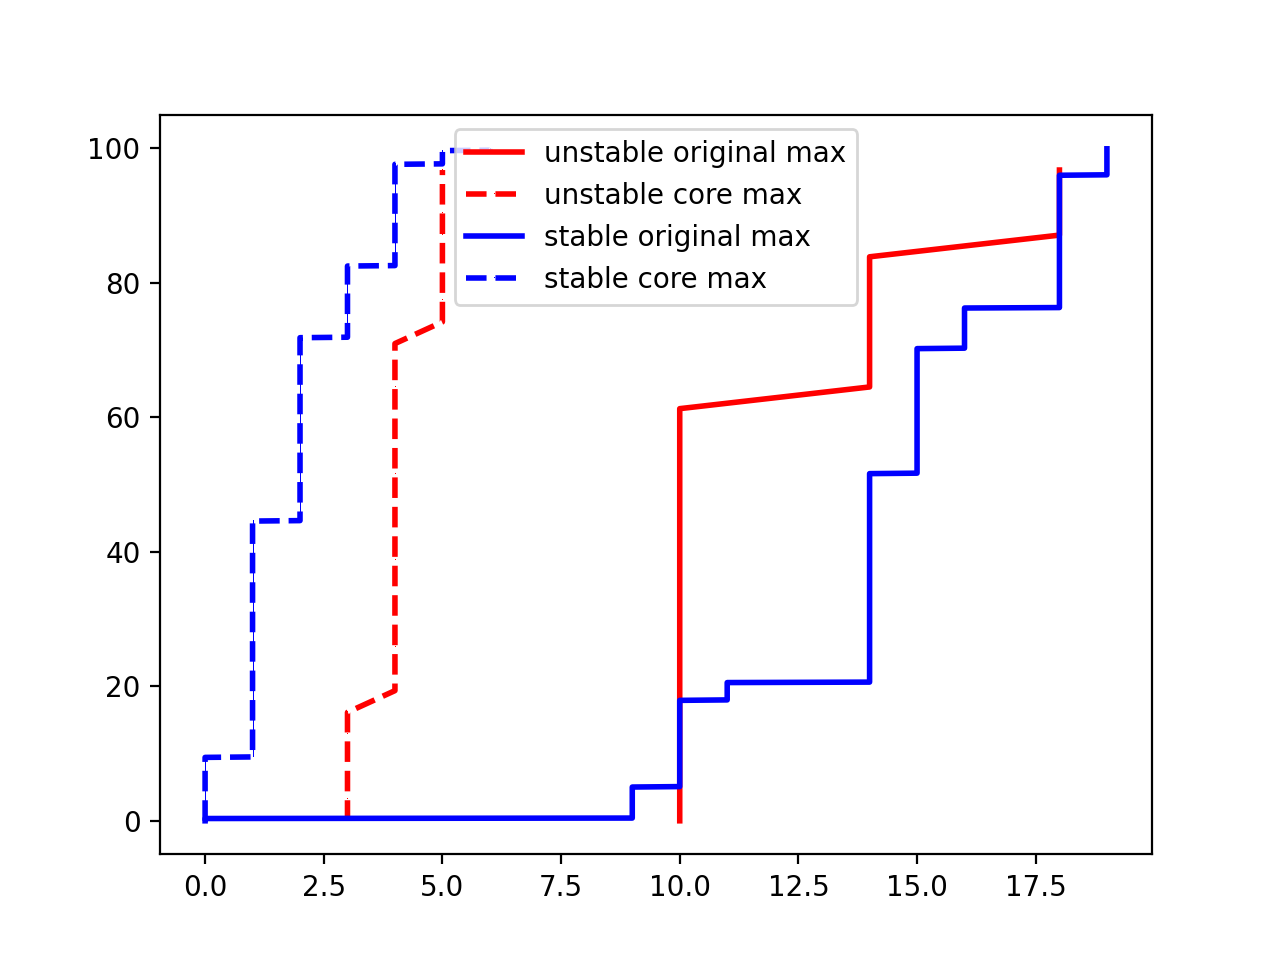 100
80
60
40
20
0
unstable original max
unstable core max
stable original max
stable core max
0.0 2.5 5.0 7.5 10.0 12.5 15.0 17.5